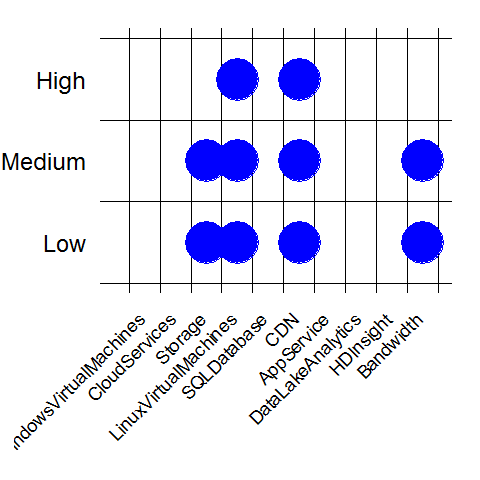 High
Medium
Low
ndowsVirtualMachines
CloudServices
Storage
LinuxVirtualMachines
SQLDatabase
CDN
AppService
DataLakeAnalytics
HDInsight
Bandwidth